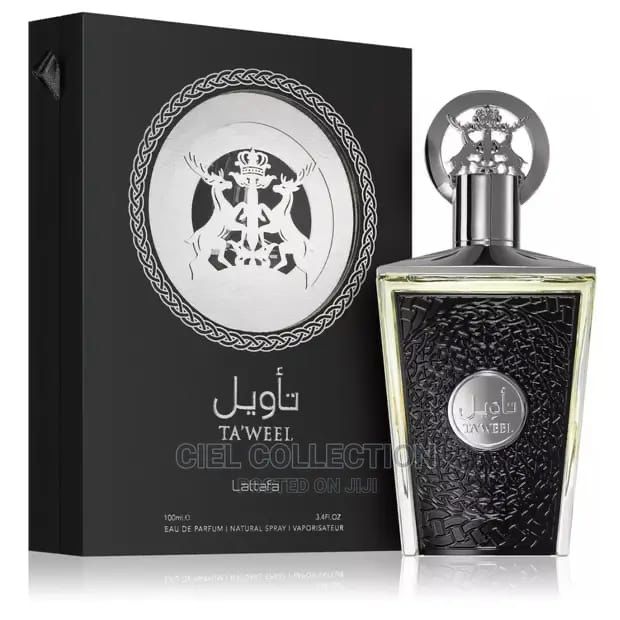 تأويل
TA'WEEL
CIEL COLLECTION
Lattafa
POSTED ON JIJI
100ml e 3.4FL.OZ
EAU DE PARFUM | NATURAL SPRAY | VAPORISATEUR
تأويل
TA'WEEL